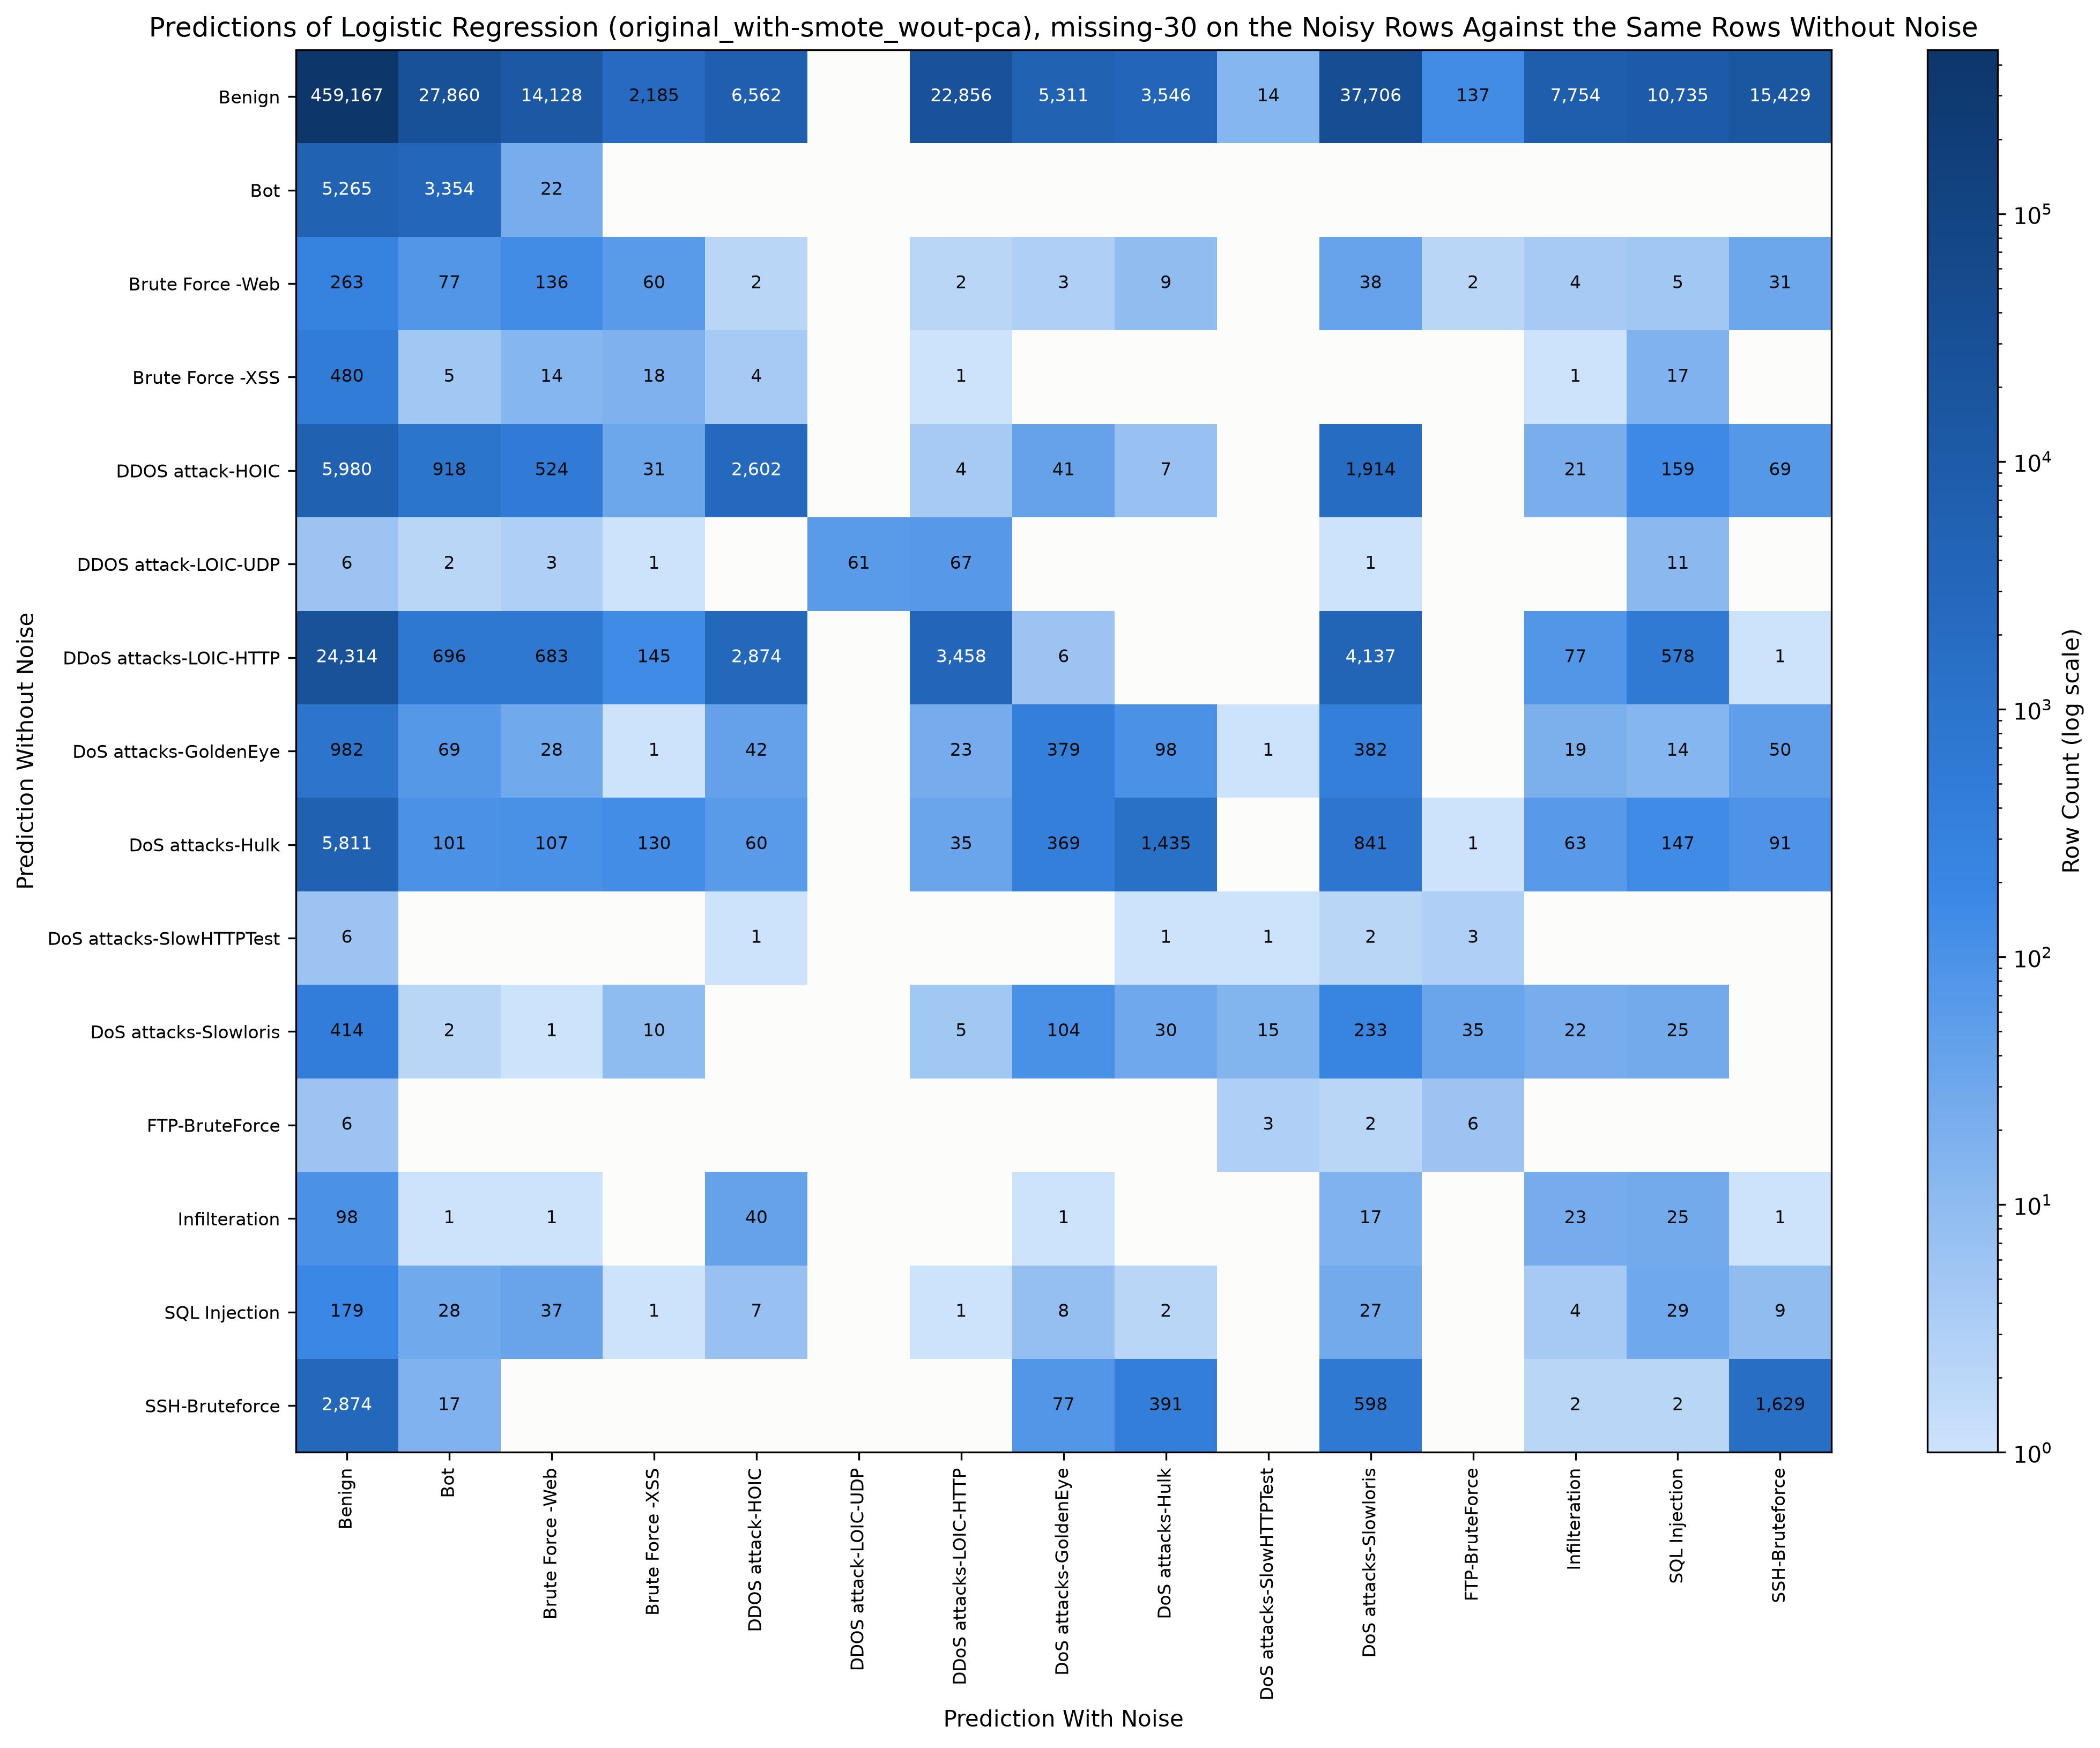 Predictions of Logistic Regression (original_with-smote_wout-pca), missing-30 on the Noisy Rows Against the Same Rows Without Noise
Prediction Without Noise
Benign 459,167 27,860 14,128 2,185 6,562 22,856 5,311 3,546 14 37,706 137 7,754 10,735 15,429
Bot 5,265 3,354 22
Brute Force -Web 263 77 136 60 2 2 3 9 38 2 4 5 31
Brute Force -XSS 480 5 14 18 4 1 1 17
DDOS attack-HOIC 5,980 918 524 31 2,602 4 41 7 1,914 21 159 69
DDOS attack-LOIC-UDP 6 2 3 1 61 67 1 11
DDoS attacks-LOIC-HTTP 24,314 696 683 145 2,874 3,458 6 4,137 77 578 1
DoS attacks-GoldenEye 982 69 28 1 42 23 379 98 1 382 19 14 50
DoS attacks-Hulk 5,811 101 107 130 60 35 369 1,435 841 1 63 147 91
DoS attacks-SlowHTTPTest 6 1 1 1 2 3
DoS attacks-Slowloris 414 2 1 10 5 104 30 15 233 35 22 25
FTP-BruteForce 6 3 2 6
Infilteration 98 1 1 40 1 17 23 25 1
SQL Injection 179 28 37 1 7 1 8 2 27 4 29 9
SSH-Bruteforce 2,874 17 77 391 598 2 2 1,629
Benign
Bot
Brute Force -Web
Brute Force -XSS
DDOS attack-HOIC
DDOS attack-LOIC-UDP
DDoS attacks-LOIC-HTTP
DoS attacks-GoldenEye
DoS attacks-Hulk
DoS attacks-SlowHTTPTest
DoS attacks-Slowloris
FTP-BruteForce
Infilteration
SQL Injection
SSH-Bruteforce
Prediction With Noise
10⁵
10⁴
10³
10²
10¹
10⁰
Row Count (log scale)